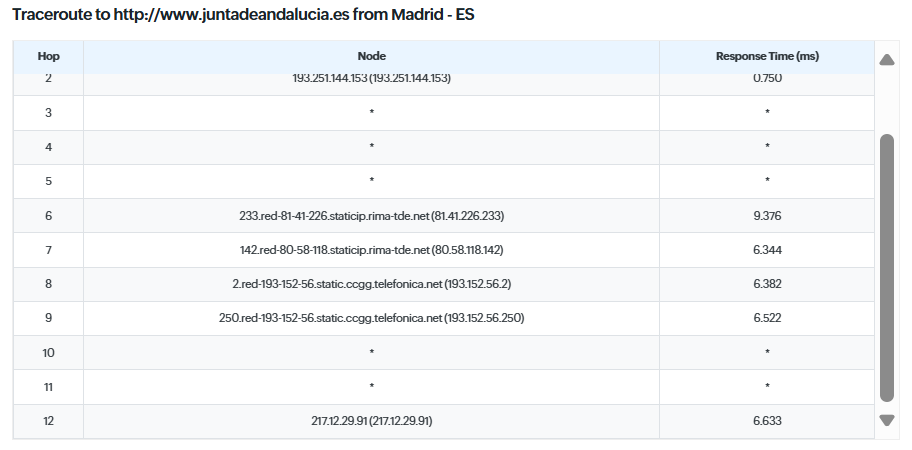 Traceroute to http://www.juntadeandalucia.es from Madrid - ES
Hop Node Response Time (ms)
2 193.251.144.153 (193.251.144.153) 0.750
3 * *
4 * *
5 * *
6 233.red-81-41-226.staticip.rima-tde.net (81.41.226.233) 9.376
7 142.red-80-58-118.staticip.rima-tde.net (80.58.118.142) 6.344
8 2.red-193-152-56.static.ccgg.telefonica.net (193.152.56.2) 6.382
9 250.red-193-152-56.static.ccgg.telefonica.net (193.152.56.250) 6.522
10 * *
11 * *
12 217.12.29.91 (217.12.29.91) 6.633